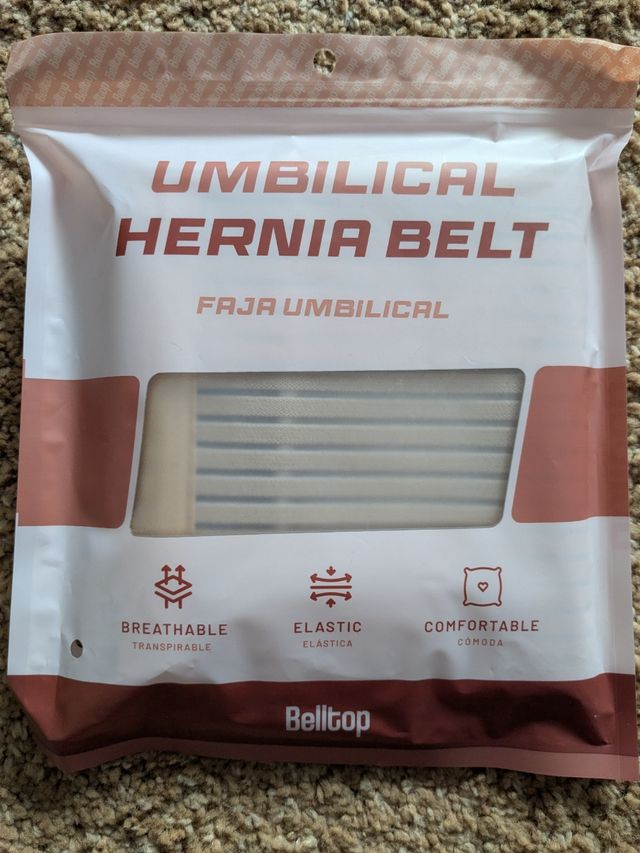 UMBILICAL
HERNIA BELT
FAJA UMBILICAL
BREATHABLE
TRANSPIRABLE
ELASTIC
ELÁSTICA
COMFORTABLE
CÓMODA
Belltop